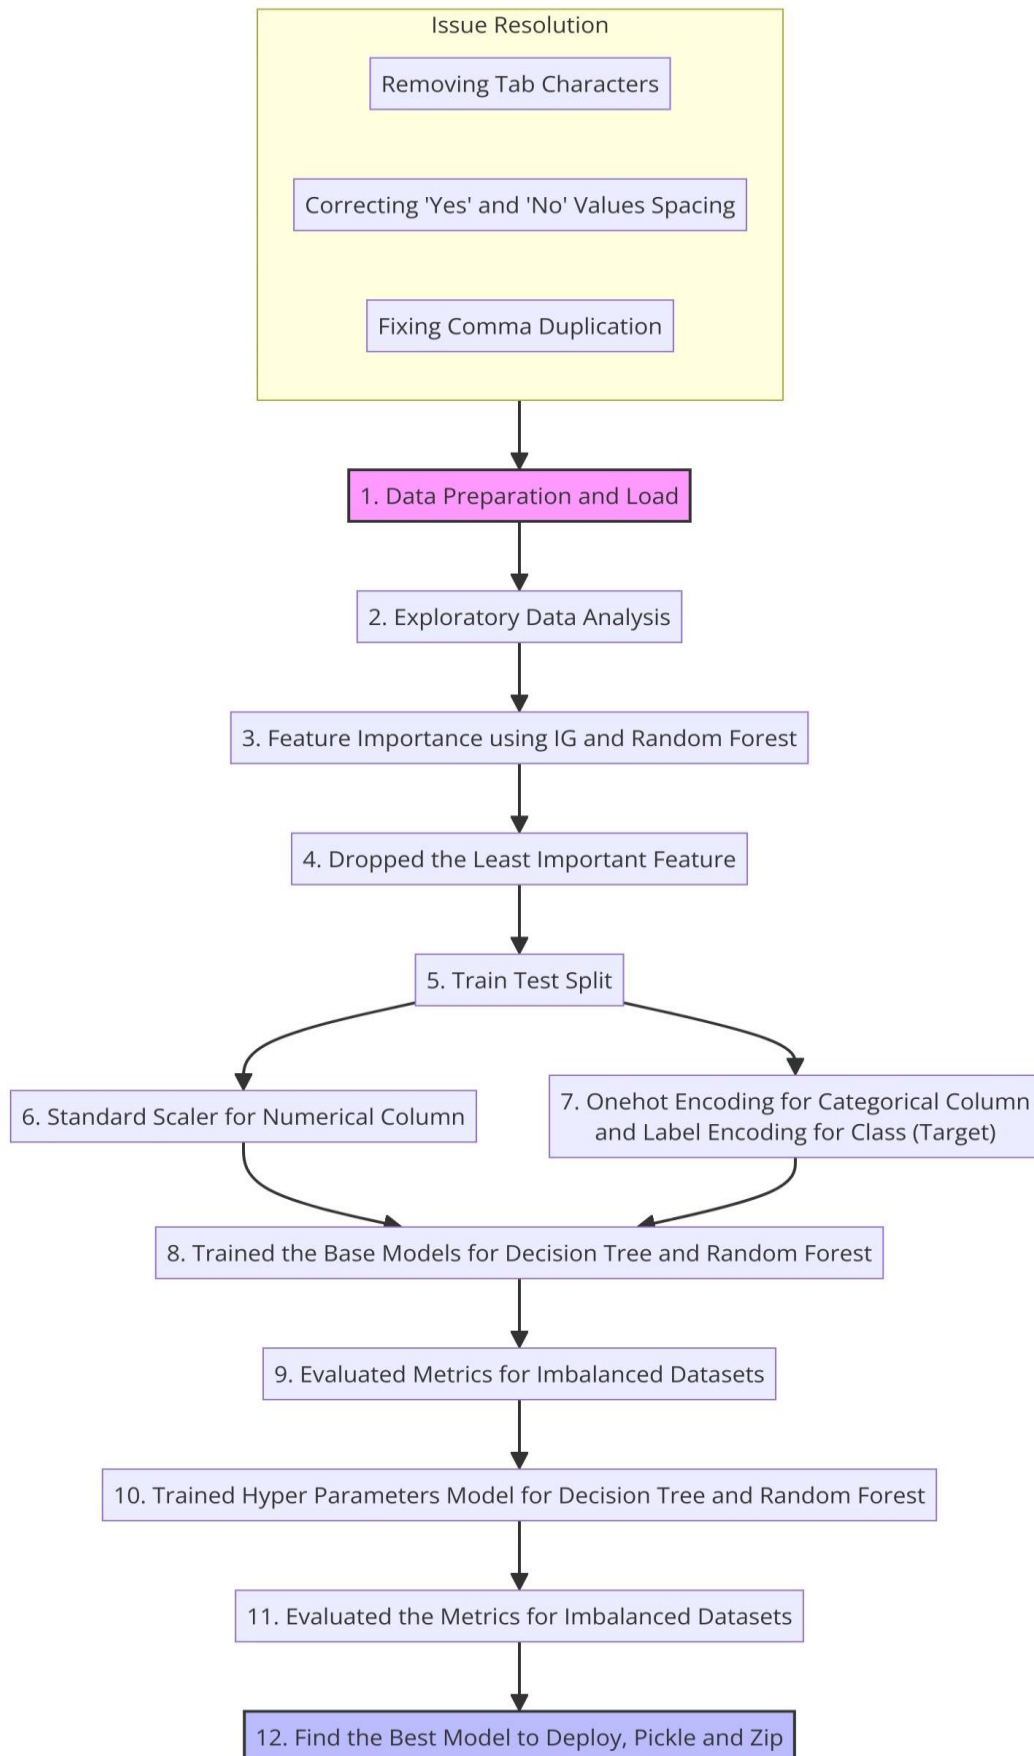 Issue Resolution
Removing Tab Characters
Correcting 'Yes' and 'No' Values Spacing
Fixing Comma Duplication
1. Data Preparation and Load
2. Exploratory Data Analysis
3. Feature Importance using IG and Random Forest
4. Dropped the Least Important Feature
5. Train Test Split
6. Standard Scaler for Numerical Column
7. Onehot Encoding for Categorical Column
and Label Encoding for Class (Target)
8. Trained the Base Models for Decision Tree and Random Forest
9. Evaluated Metrics for Imbalanced Datasets
10. Trained Hyper Parameters Model for Decision Tree and Random Forest
11. Evaluated the Metrics for Imbalanced Datasets
12. Find the Best Model to Deploy, Pickle and Zip